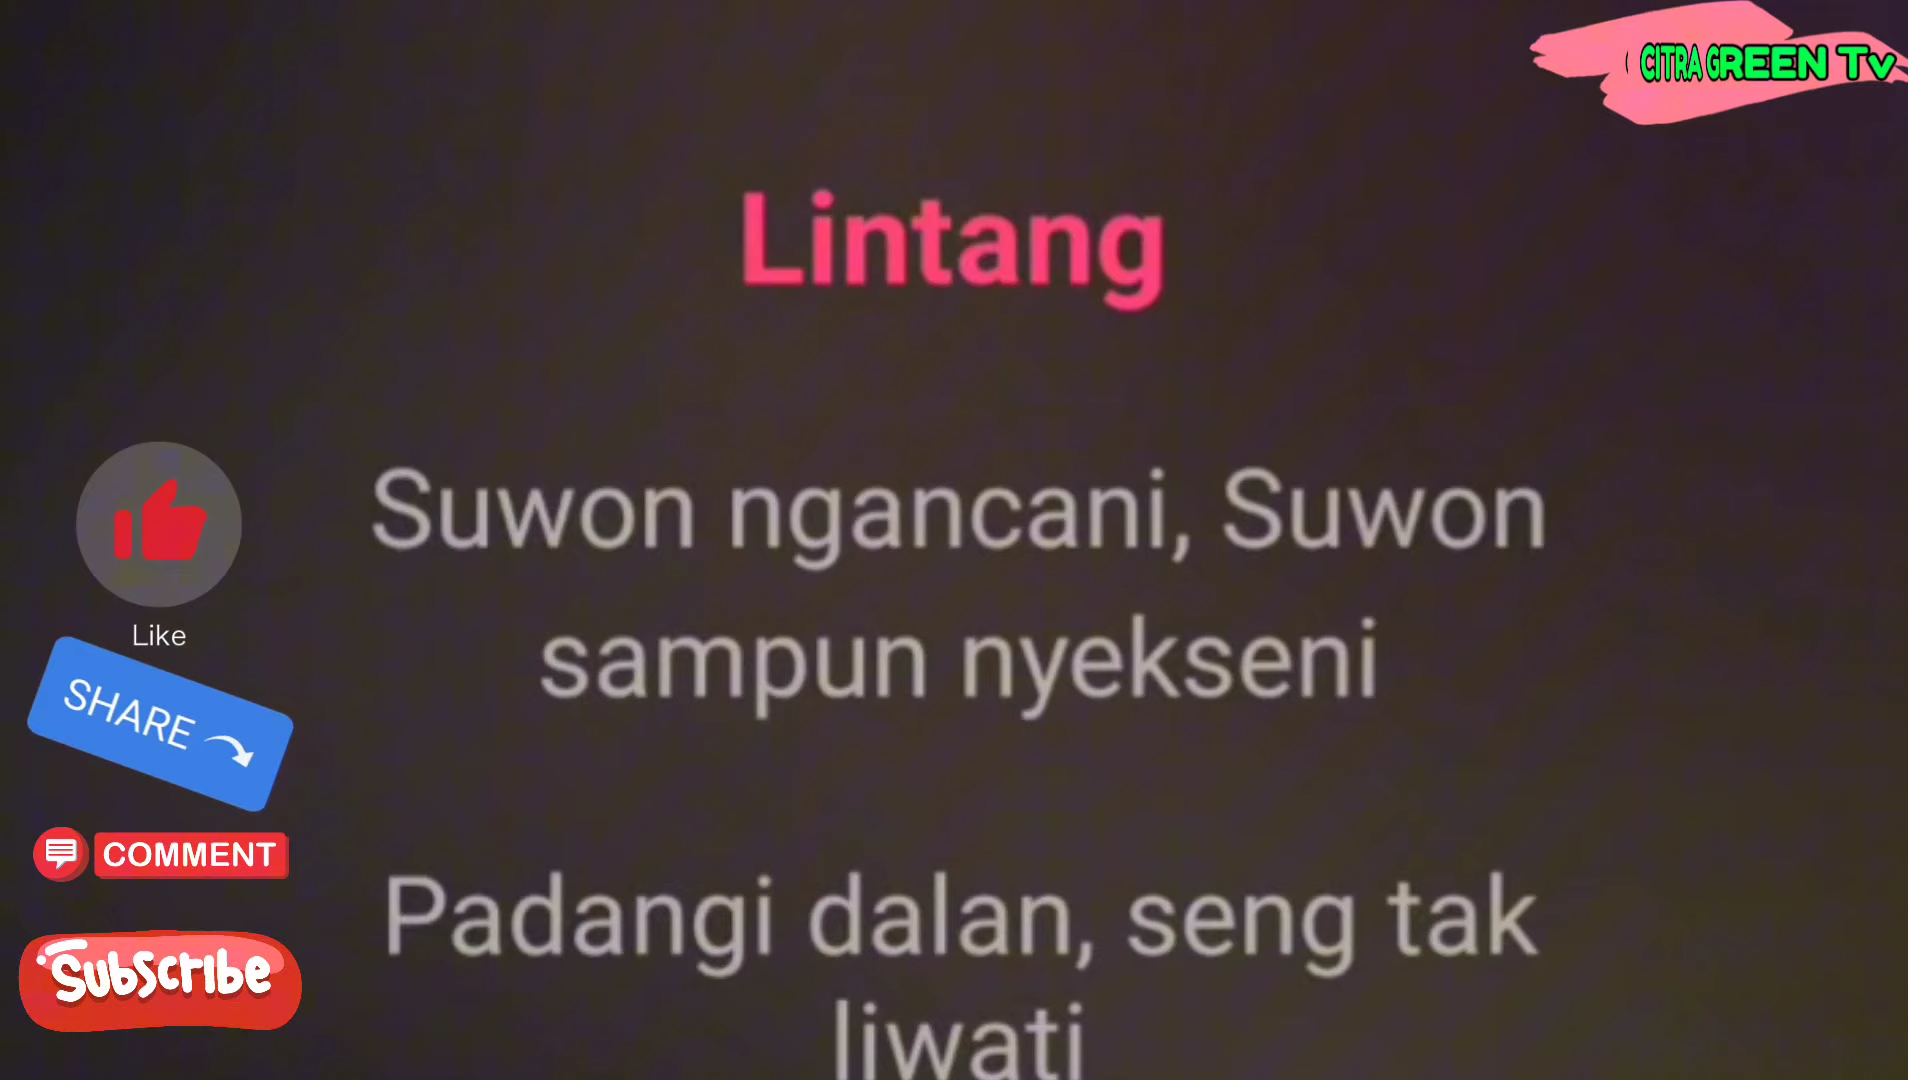 CITRA GREEN Tv
Lintang
Suwon ngancani, Suwon
sampun nyekseni
Padangi dalan, seng tak
liwati
Like
SHARE
COMMENT
Subscribe